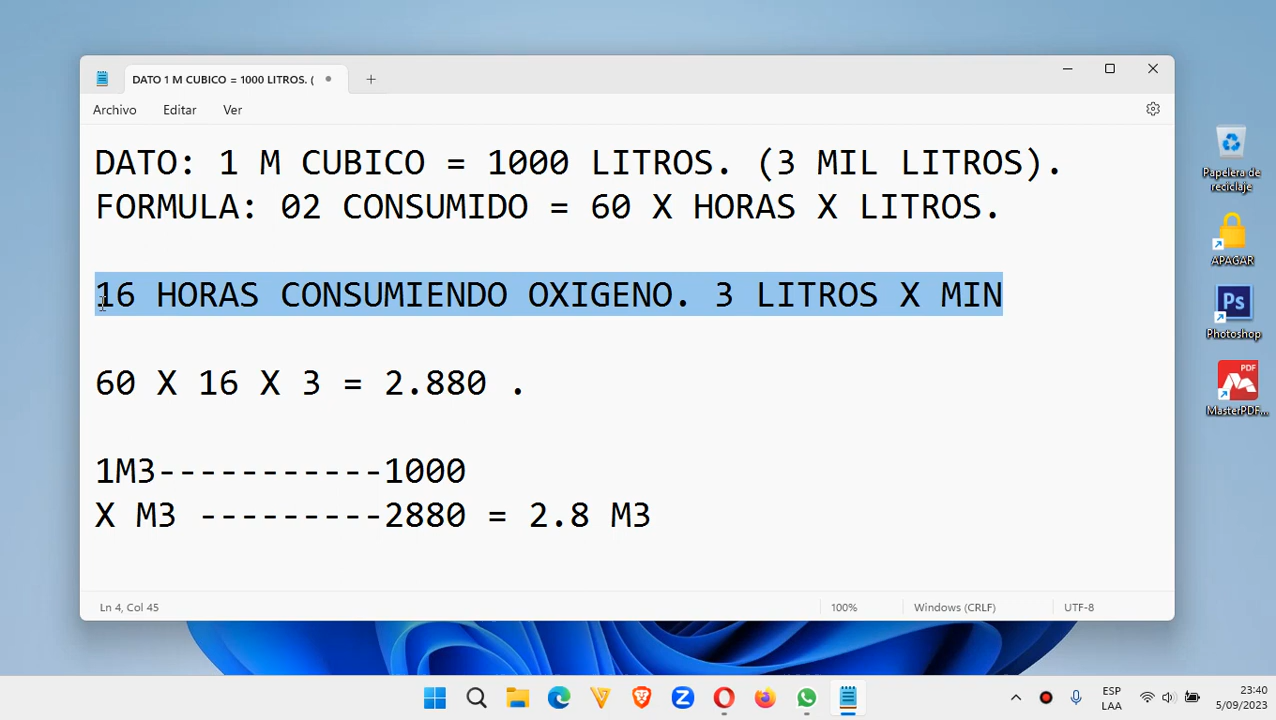 DATO 1 M CUBICO = 1000 LITROS. (
Archivo Editar Ver
DATO: 1 M CUBICO = 1000 LITROS. (3 MIL LITROS).
FORMULA: 02 CONSUMIDO = 60 X HORAS X LITROS.
16 HORAS CONSUMIENDO OXIGENO. 3 LITROS X MIN
60 X 16 X 3 = 2.880 .
1M3-----------1000
X M3 ---------2880 = 2.8 M3
Ln 4, Col 45 100% Windows (CRLF) UTF-8
Papelera de
reciclaje
APAGAR
Ps
Photoshop
PDF
MasterPDF...
ESP
LAA
23:40
5/09/2023